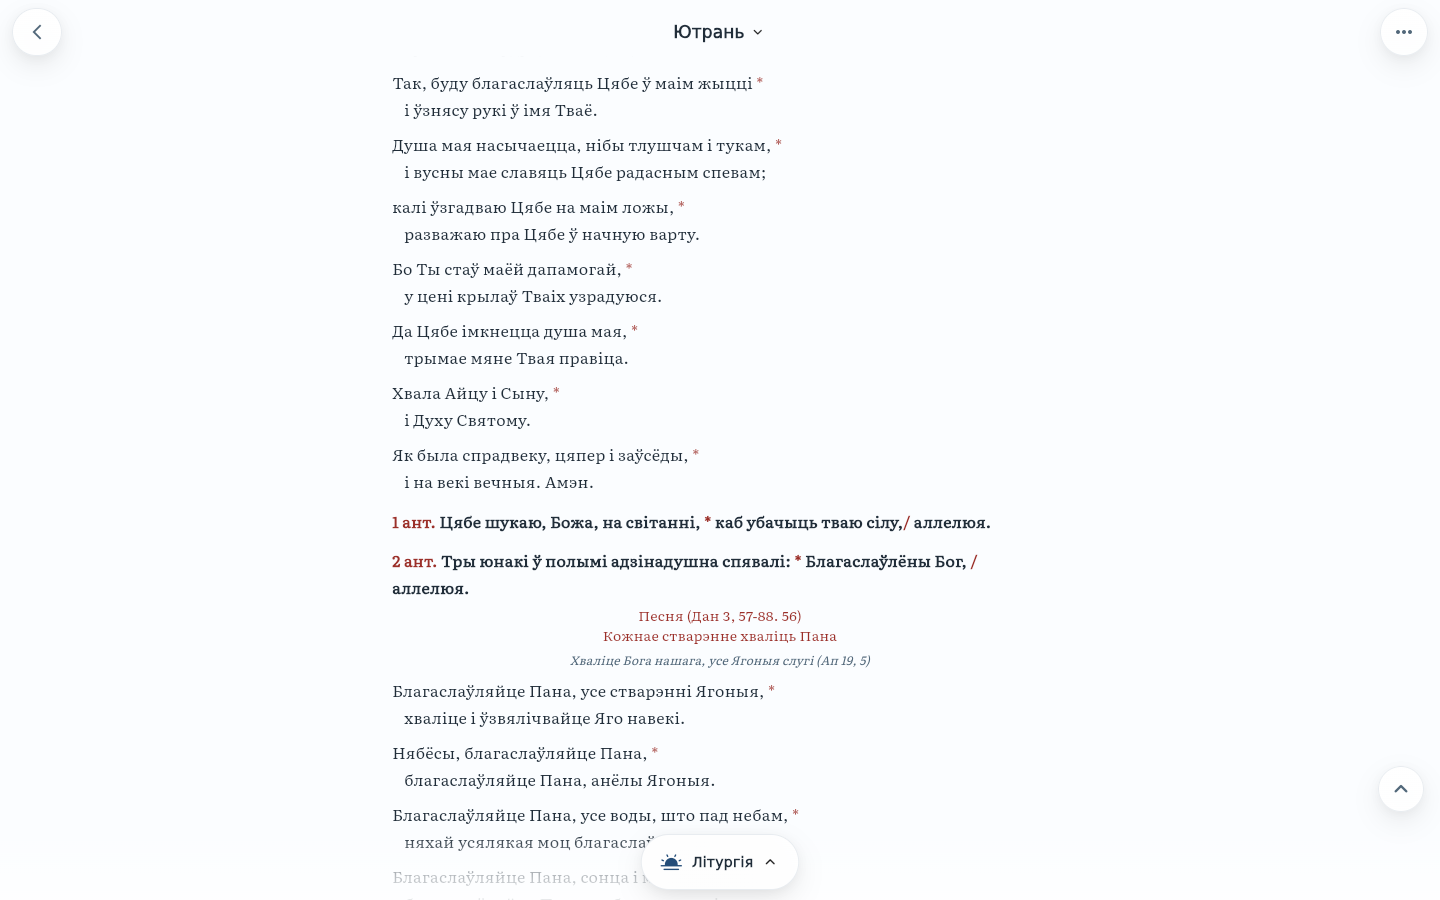 Ютрань
Так, буду благаслаўляць Цябе ў маім жыцці *
і ўзнясу рукі ў імя Тваё.
Душа мая насычаецца, нібы тлушчам і тукам, *
і вусны мае славяць Цябе радасным спевам;
калі ўзгадваю Цябе на маім ложы, *
разважаю пра Цябе ў начную варту.
Бо Ты стаў маёй дапамогай, *
у цені крылаў Тваіх узрадуюся.
Да Цябе імкнецца душа мая, *
трымае мяне Твая правіца.
Хвала Айцу і Сыну, *
і Духу Святому.
Як была спрадвеку, цяпер і заўсёды, *
і на векі вечныя. Амэн.
1 ант. Цябе шукаю, Божа, на світанні, * каб убачыць тваю сілу,/ аллелюя.
2 ант. Тры юнакі ў полымі адзінадушна спявалі: * Благаслаўлёны Бог, /
аллелюя.
Песня (Дан 3, 57-88. 56)
Кожнае стварэнне хваліць Пана
Хваліце Бога нашага, усе Ягоныя слугі (Ап 19, 5)
Благаслаўляйце Пана, усе стварэнні Ягоныя, *
хваліце і ўзвялічвайце Яго навекі.
Нябёсы, благаслаўляйце Пана, *
благаслаўляйце Пана, анёлы Ягоныя.
Благаслаўляйце Пана, усе воды, што пад небам, *
няхай усялякая моц
Благаслаўляйце Пана, сонца і
Літургія